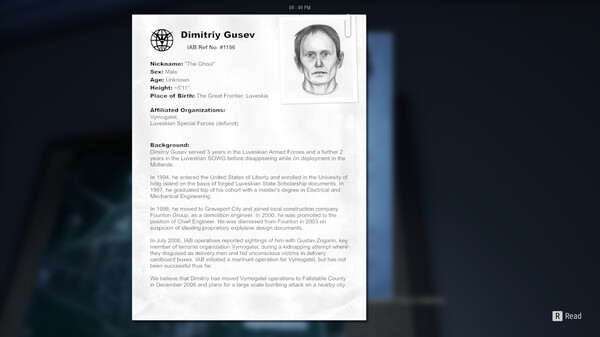 09 : 49 PM
Dimitriy Gusev
IAB Ref No. #1156
Nickname: "The Ghoul"
Sex: Male
Age: Unknown
Height: ~5'11"
Place of Birth: The Great Frontier, Luveskia
Affiliated Organizations:
Vymogatel,
Luveskian Special Forces (defunct)
Background:
Dimitriy Gusev served 3 years in the Luveskian Armed Forces and a further 2
years in the Luveskian SOWG before disappearing while on deployment in the
Midlands.
In 1994, he entered the United States of Liberty and enrolled in the University of
Ivilg Island on the basis of forged Luveskian State Scholarship documents. In
1997, he graduated top of his cohort with a master's degree in Electrical and
Mechanical Engineering.
In 1998, he moved to Graveport City and joined local construction company
Founton Group, as a demolition engineer. In 2000, he was promoted to the
position of Chief Engineer. He was dismissed from Founton in 2003 on
suspicion of stealing proprietary explosive design documents.
In July 2006, IAB operatives reported sightings of him with Gustav Zogarin, key
member of terrorist organization Vymogatel, during a kidnapping attempt where
they disguised as delivery men and hid unconscious victims in delivery
cardboard boxes. IAB initiated a manhunt operation for Vymogatel, but has not
been successful thus far.
We believe that Dimitriy has moved Vymogatel operations to Fallstable County
in December 2006 and plans for a large scale bombing attack on a nearby city.
R Read